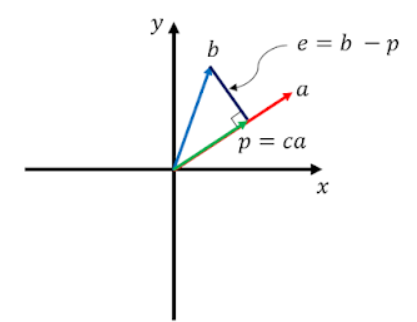 y
b
e = b − p
a
p = ca
x